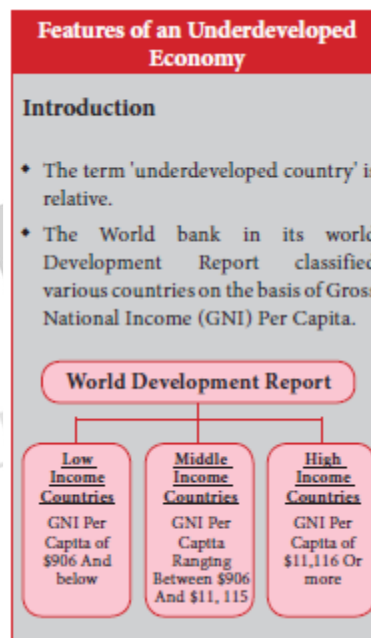 Features of an Underdeveloped
Economy
Introduction
◆ The term 'underdeveloped country' is
relative.
◆ The World bank in its world
Development Report classified
various countries on the basis of Gross
National Income (GNI) Per Capita.
World Development Report
Low
Income
Countries
GNI Per
Capita of
$906 And
below
Middle
Income
Countries
GNI Per
Capita
Ranging
Between $906
And $11, 115
High
Income
Countries
GNI Per
Capita of
$11,116 Or
more